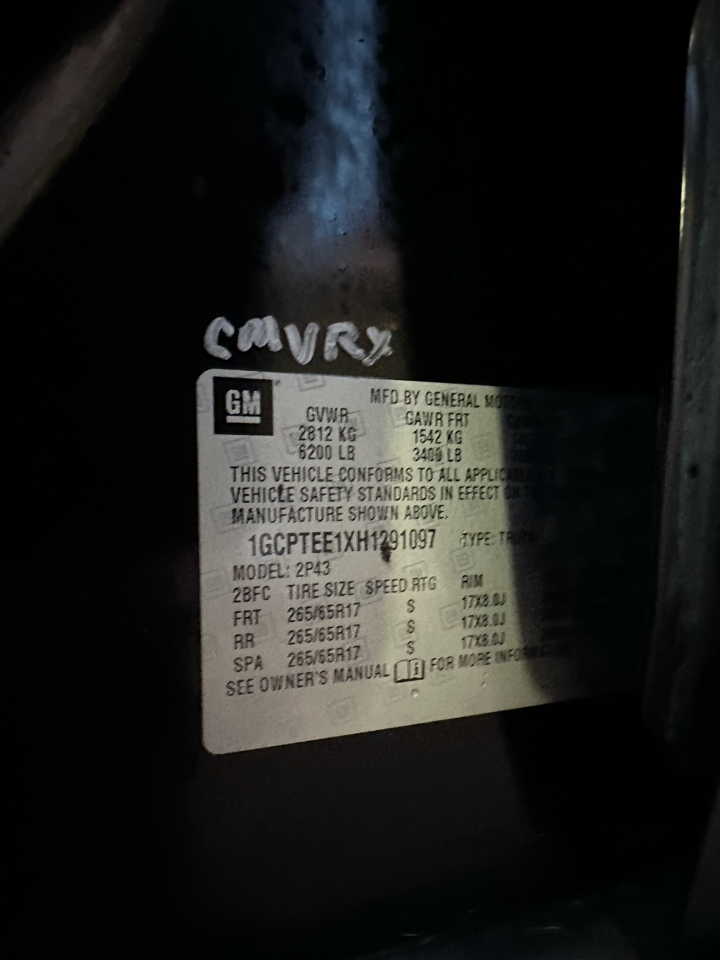 CMVRX
GM
MFD BY GENERAL
GVWR GAWR FRT
2812 KG 1542 KG
6200 LB 3400 LB
THIS VEHICLE CONFORMS TO ALL
VEHICLE SAFETY STANDARDS IN EFFECT ON
MANUFACTURE SHOWN ABOVE.
1GCPTEE1XH1291097 TYPE:
MODEL: 2P43
2BFC TIRE SIZE SPEED RTG RIM
FRT 265/65R17 S 17X8.0J
RR 265/65R17 S 17X8.0J
SPA 265/65R17 S 17X8.0J
SEE OWNER'S MANUAL FOR MORE